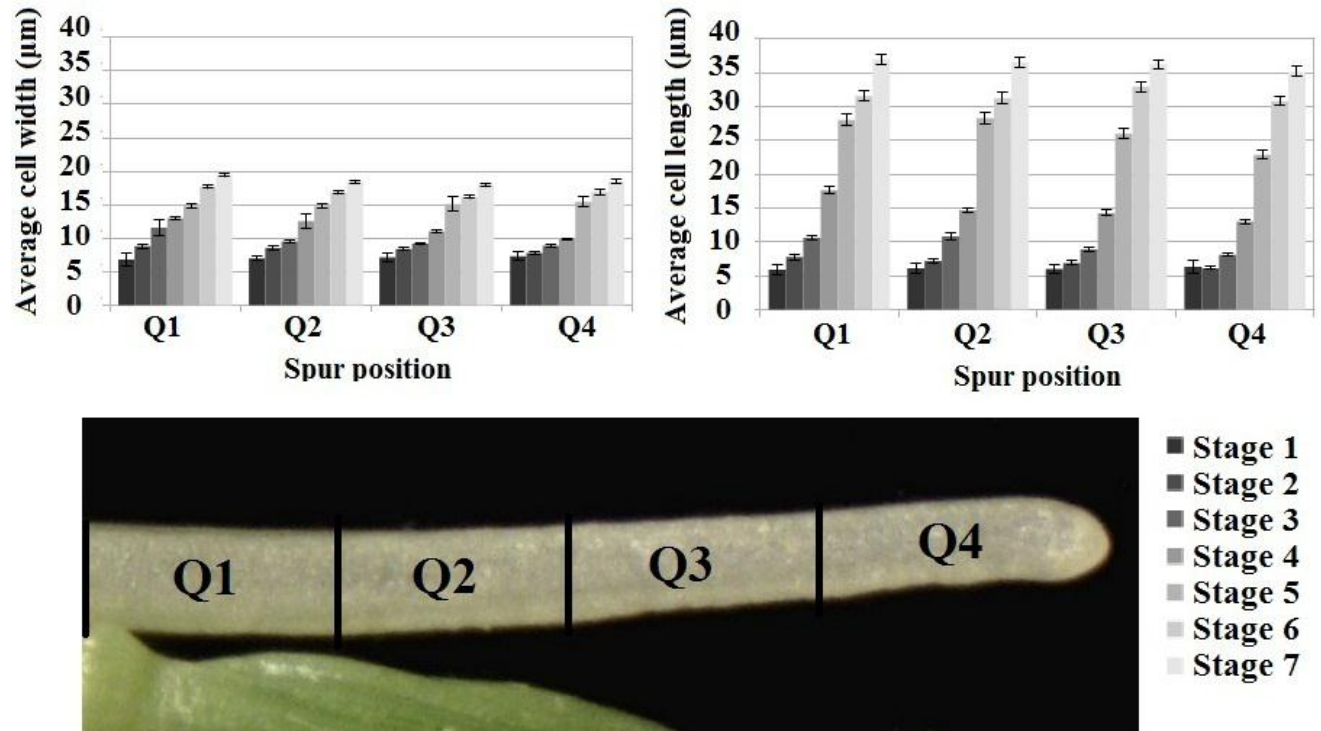 Average cell width (µm)
40
35
30
25
20
15
10
5
0
Q1 Q2 Q3 Q4
Spur position
Average cell length (µm)
40
35
30
25
20
15
10
5
0
Q1 Q2 Q3 Q4
Spur position
Q1 Q2 Q3 Q4
Stage 1
Stage 2
Stage 3
Stage 4
Stage 5
Stage 6
Stage 7